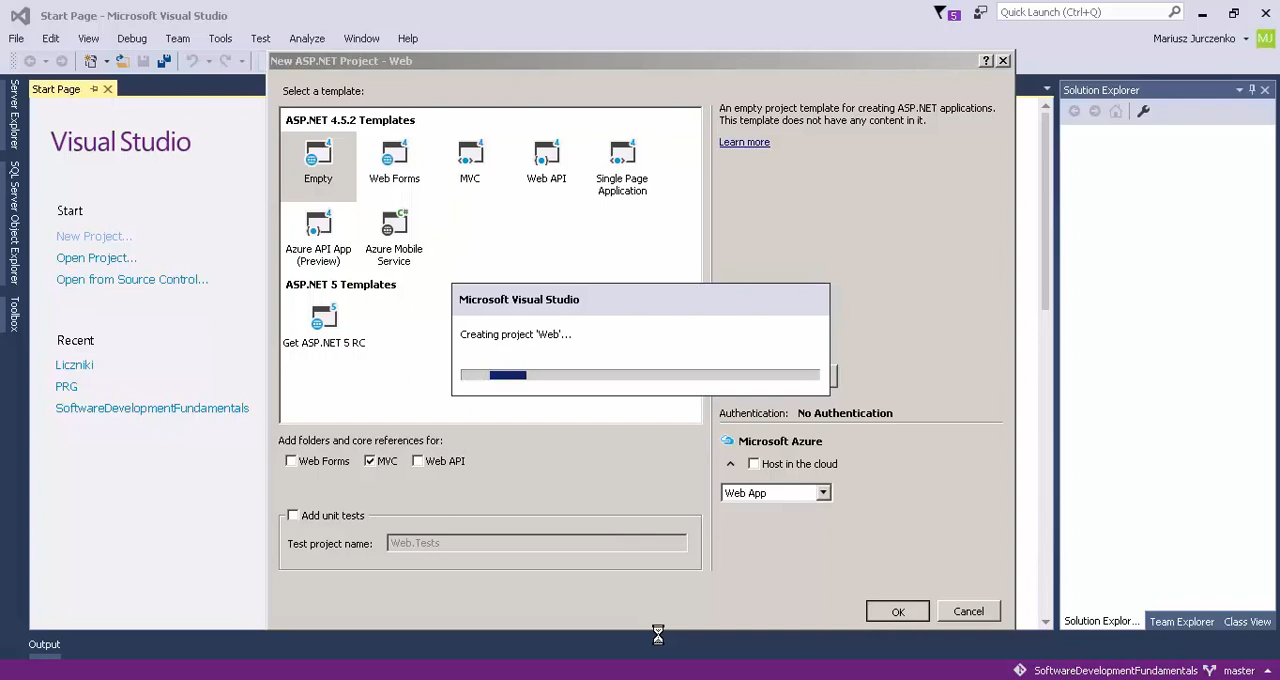 Start Page - Microsoft Visual Studio
5
Quick Launch (Ctrl+Q)
File Edit View Debug Team Tools Test Analyze Window Help
Mariusz Jurczenko
MJ
Server Explorer
SQL Server Object Explorer
Toolbox
Start Page
Visual Studio
Start
New Project...
Open Project...
Open from Source Control...
Recent
Liczniki
PRG
SoftwareDevelopmentFundamentals
New ASP.NET Project - Web
?
Select a template:
ASP.NET 4.5.2 Templates
4
Empty
4
Web Forms
4
MVC
4
Web API
4
Single Page
Application
4
Azure API App
(Preview)
C#
Azure Mobile
Service
ASP.NET 5 Templates
5
Get ASP.NET 5 RC
An empty project template for creating ASP.NET applications.
This template does not have any content in it.
Learn more
Microsoft Visual Studio
Creating project 'Web'...
Authentication: No Authentication
Microsoft Azure
Host in the cloud
Web App
Add folders and core references for:
Web Forms MVC Web API
Add unit tests
Test project name: Web.Tests
OK Cancel
Solution Explorer
Solution Explor... Team Explorer Class View
Output
SoftwareDevelopmentFundamentals master